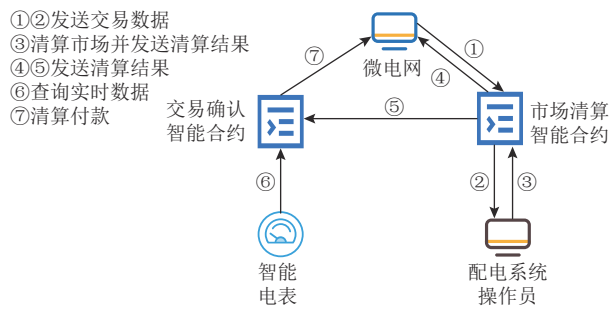 ①②发送交易数据
③清算市场并发送清算结果
④⑤发送清算结果
⑥查询实时数据
⑦清算付款
⑦
①
微电网
④
交易确认
智能合约
⑤
市场清算
智能合约
⑥
②
③
智能
电表
配电系统
操作员